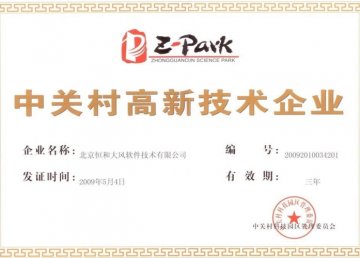 Z-Park
ZHONGGUANCUN SCIENCE PARK
中关村高新技术企业
企业名称： 北京恒和大风软件技术有限公司 编 号： 20092010034201
发证时间： 2009年5月4日 有 效 期： 三年
中关村科技园区管理委员会